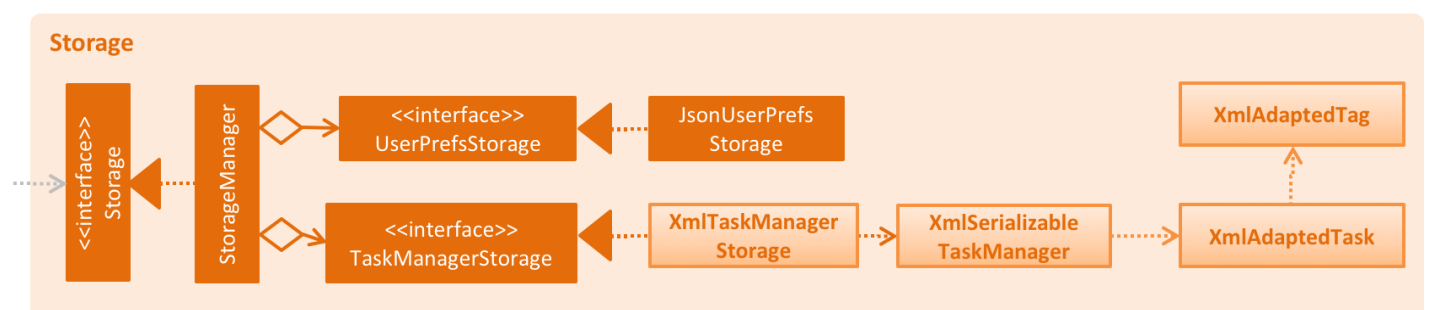 Storage
<<interface>>
Storage
StorageManager
<<interface>>
UserPrefsStorage
JsonUserPrefs
Storage
XmlAdaptedTag
<<interface>>
TaskManagerStorage
XmlTaskManager
Storage
XmlSerializable
TaskManager
XmlAdaptedTask